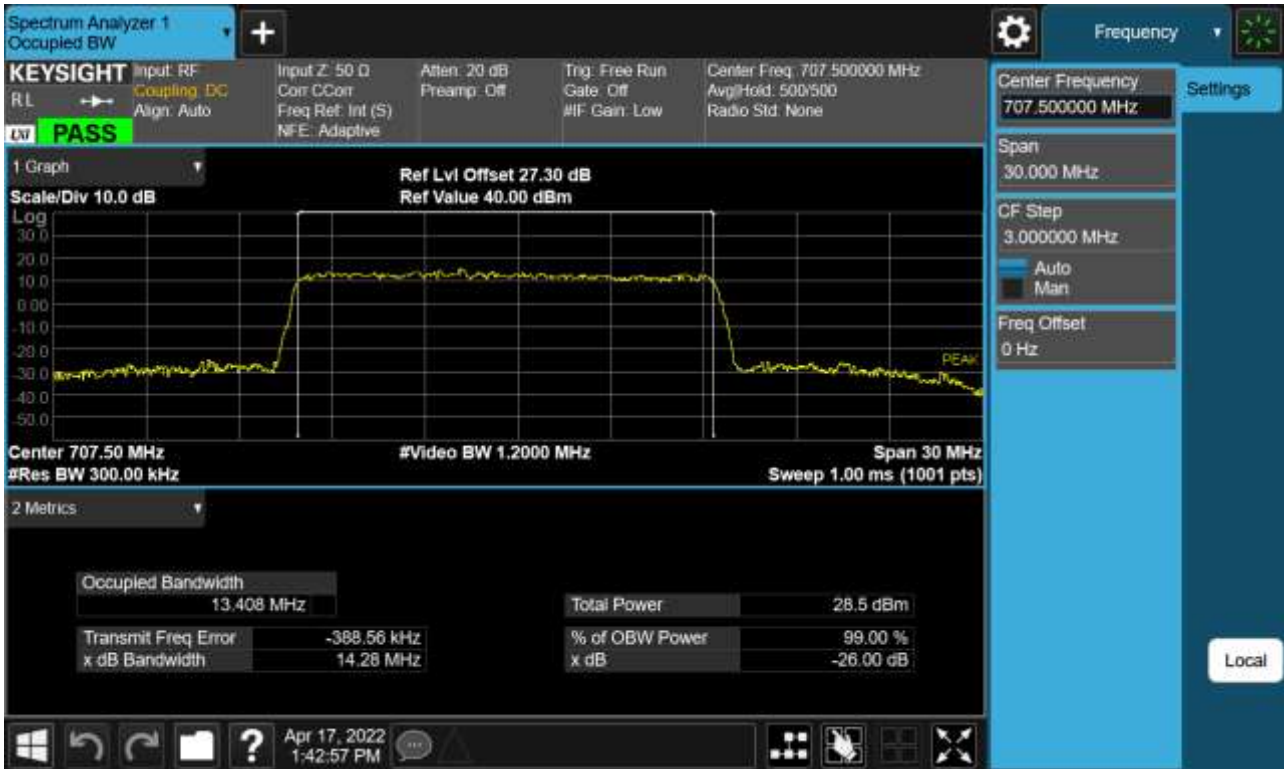 Spectrum Analyzer 1
Occupied BW
+
Frequency
KEYSIGHT
RL
LXI
PASS
Input: RF
Coupling: DC
Align: Auto
Input Z: 50 Ω
Corr CCorr
Freq Ref: Int (S)
NFE: Adaptive
Atten: 20 dB
Preamp: Off
Trig: Free Run
Gate: Off
#IF Gain: Low
Center Freq: 707.500000 MHz
Avg|Hold: 500/500
Radio Std: None
1 Graph
Scale/Div 10.0 dB
Ref Lvl Offset 27.30 dB
Ref Value 40.00 dBm
Log
30.0
20.0
10.0
0.00
-10.0
-20.0
-30.0
-40.0
-50.0
PEAK
Center 707.50 MHz
#Video BW 1.2000 MHz
Span 30 MHz
#Res BW 300.00 kHz
Sweep 1.00 ms (1001 pts)
2 Metrics
Occupied Bandwidth
13.408 MHz
Total Power 28.5 dBm
Transmit Freq Error -388.56 kHz
% of OBW Power 99.00 %
x dB Bandwidth 14.28 MHz
x dB -26.00 dB
Center Frequency
707.500000 MHz
Settings
Span
30.000 MHz
CF Step
3.000000 MHz
Auto
Man
Freq Offset
0 Hz
Local
?
Apr 17, 2022
1:42:57 PM